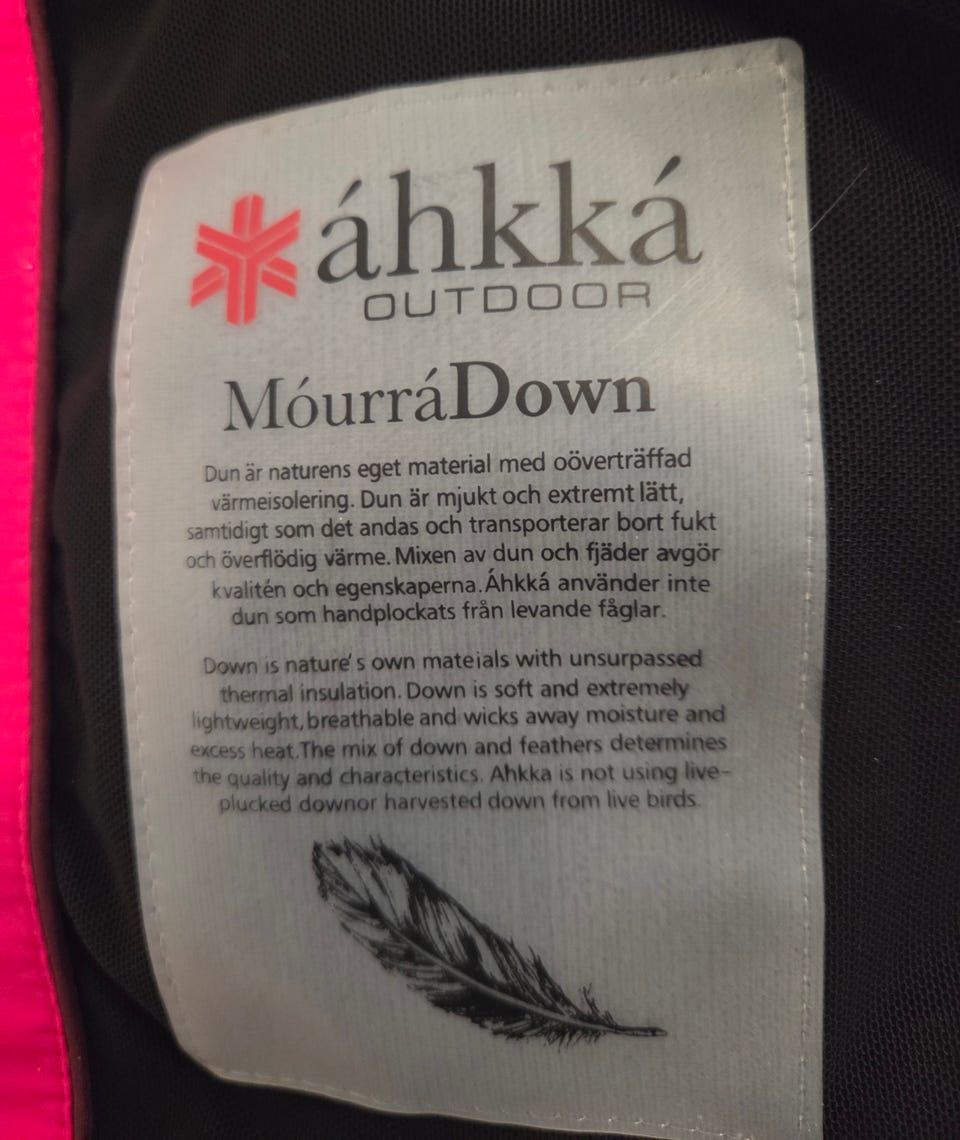 áhkká
OUTDOOR
MóurráDown
Dun är naturens eget material med oöverträffad
värmeisolering. Dun är mjukt och extremt lätt,
samtidigt som det andas och transporterar bort fukt
och överflödig värme. Mixen av dun och fjäder avgör
kvalitén och egenskaperna.Áhkká använder inte
dun som handplockats från levande fåglar.
Down is nature's own mateials with unsurpassed
thermal insulation. Down is soft and extremely
lightweight, breathable and wicks away moisture and
excess heat.The mix of down and feathers determines
the quality and characteristics. Ahkka is not using live-
plucked downor harvested down from live birds.